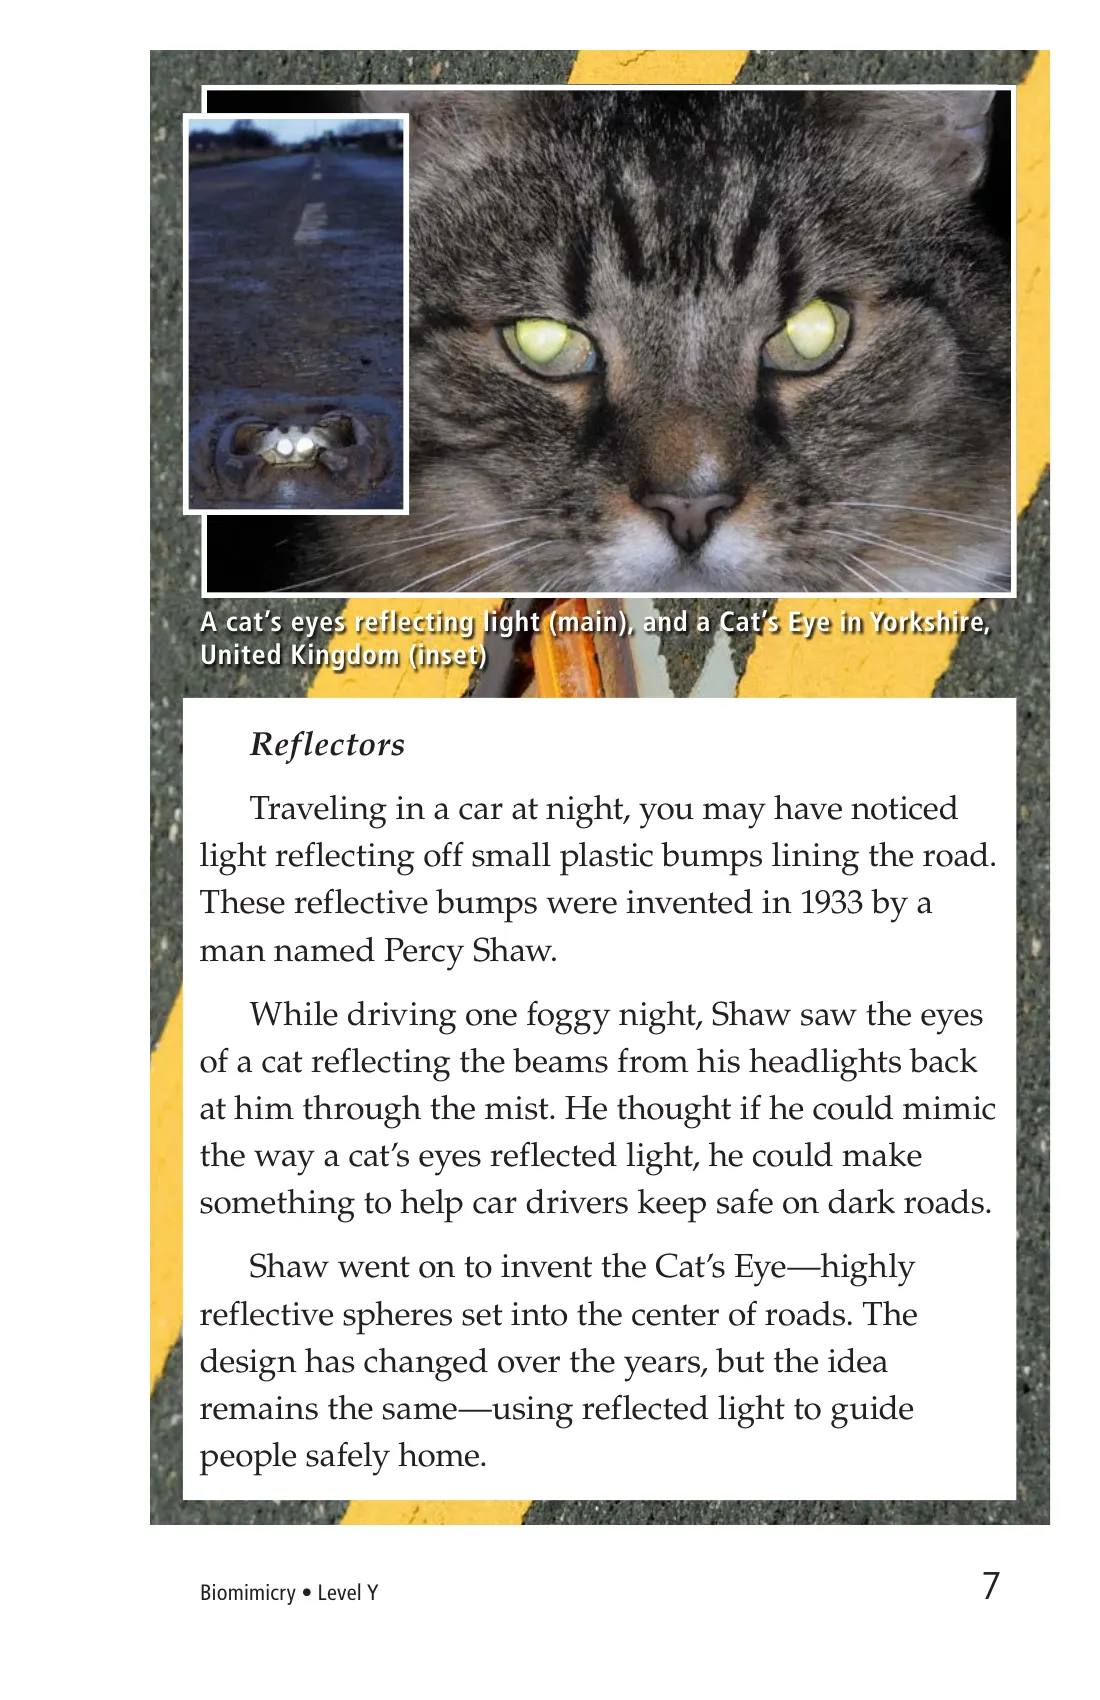 A cat’s eyes reflecting light (main), and a Cat’s Eye in Yorkshire,
United Kingdom (inset)
Reflectors
Traveling in a car at night, you may have noticed
light reflecting off small plastic bumps lining the road.
These reflective bumps were invented in 1933 by a
man named Percy Shaw.
While driving one foggy night, Shaw saw the eyes
of a cat reflecting the beams from his headlights back
at him through the mist. He thought if he could mimic
the way a cat’s eyes reflected light, he could make
something to help car drivers keep safe on dark roads.
Shaw went on to invent the Cat’s Eye—highly
reflective spheres set into the center of roads. The
design has changed over the years, but the idea
remains the same—using reflected light to guide
people safely home.
Biomimicry • Level Y
7